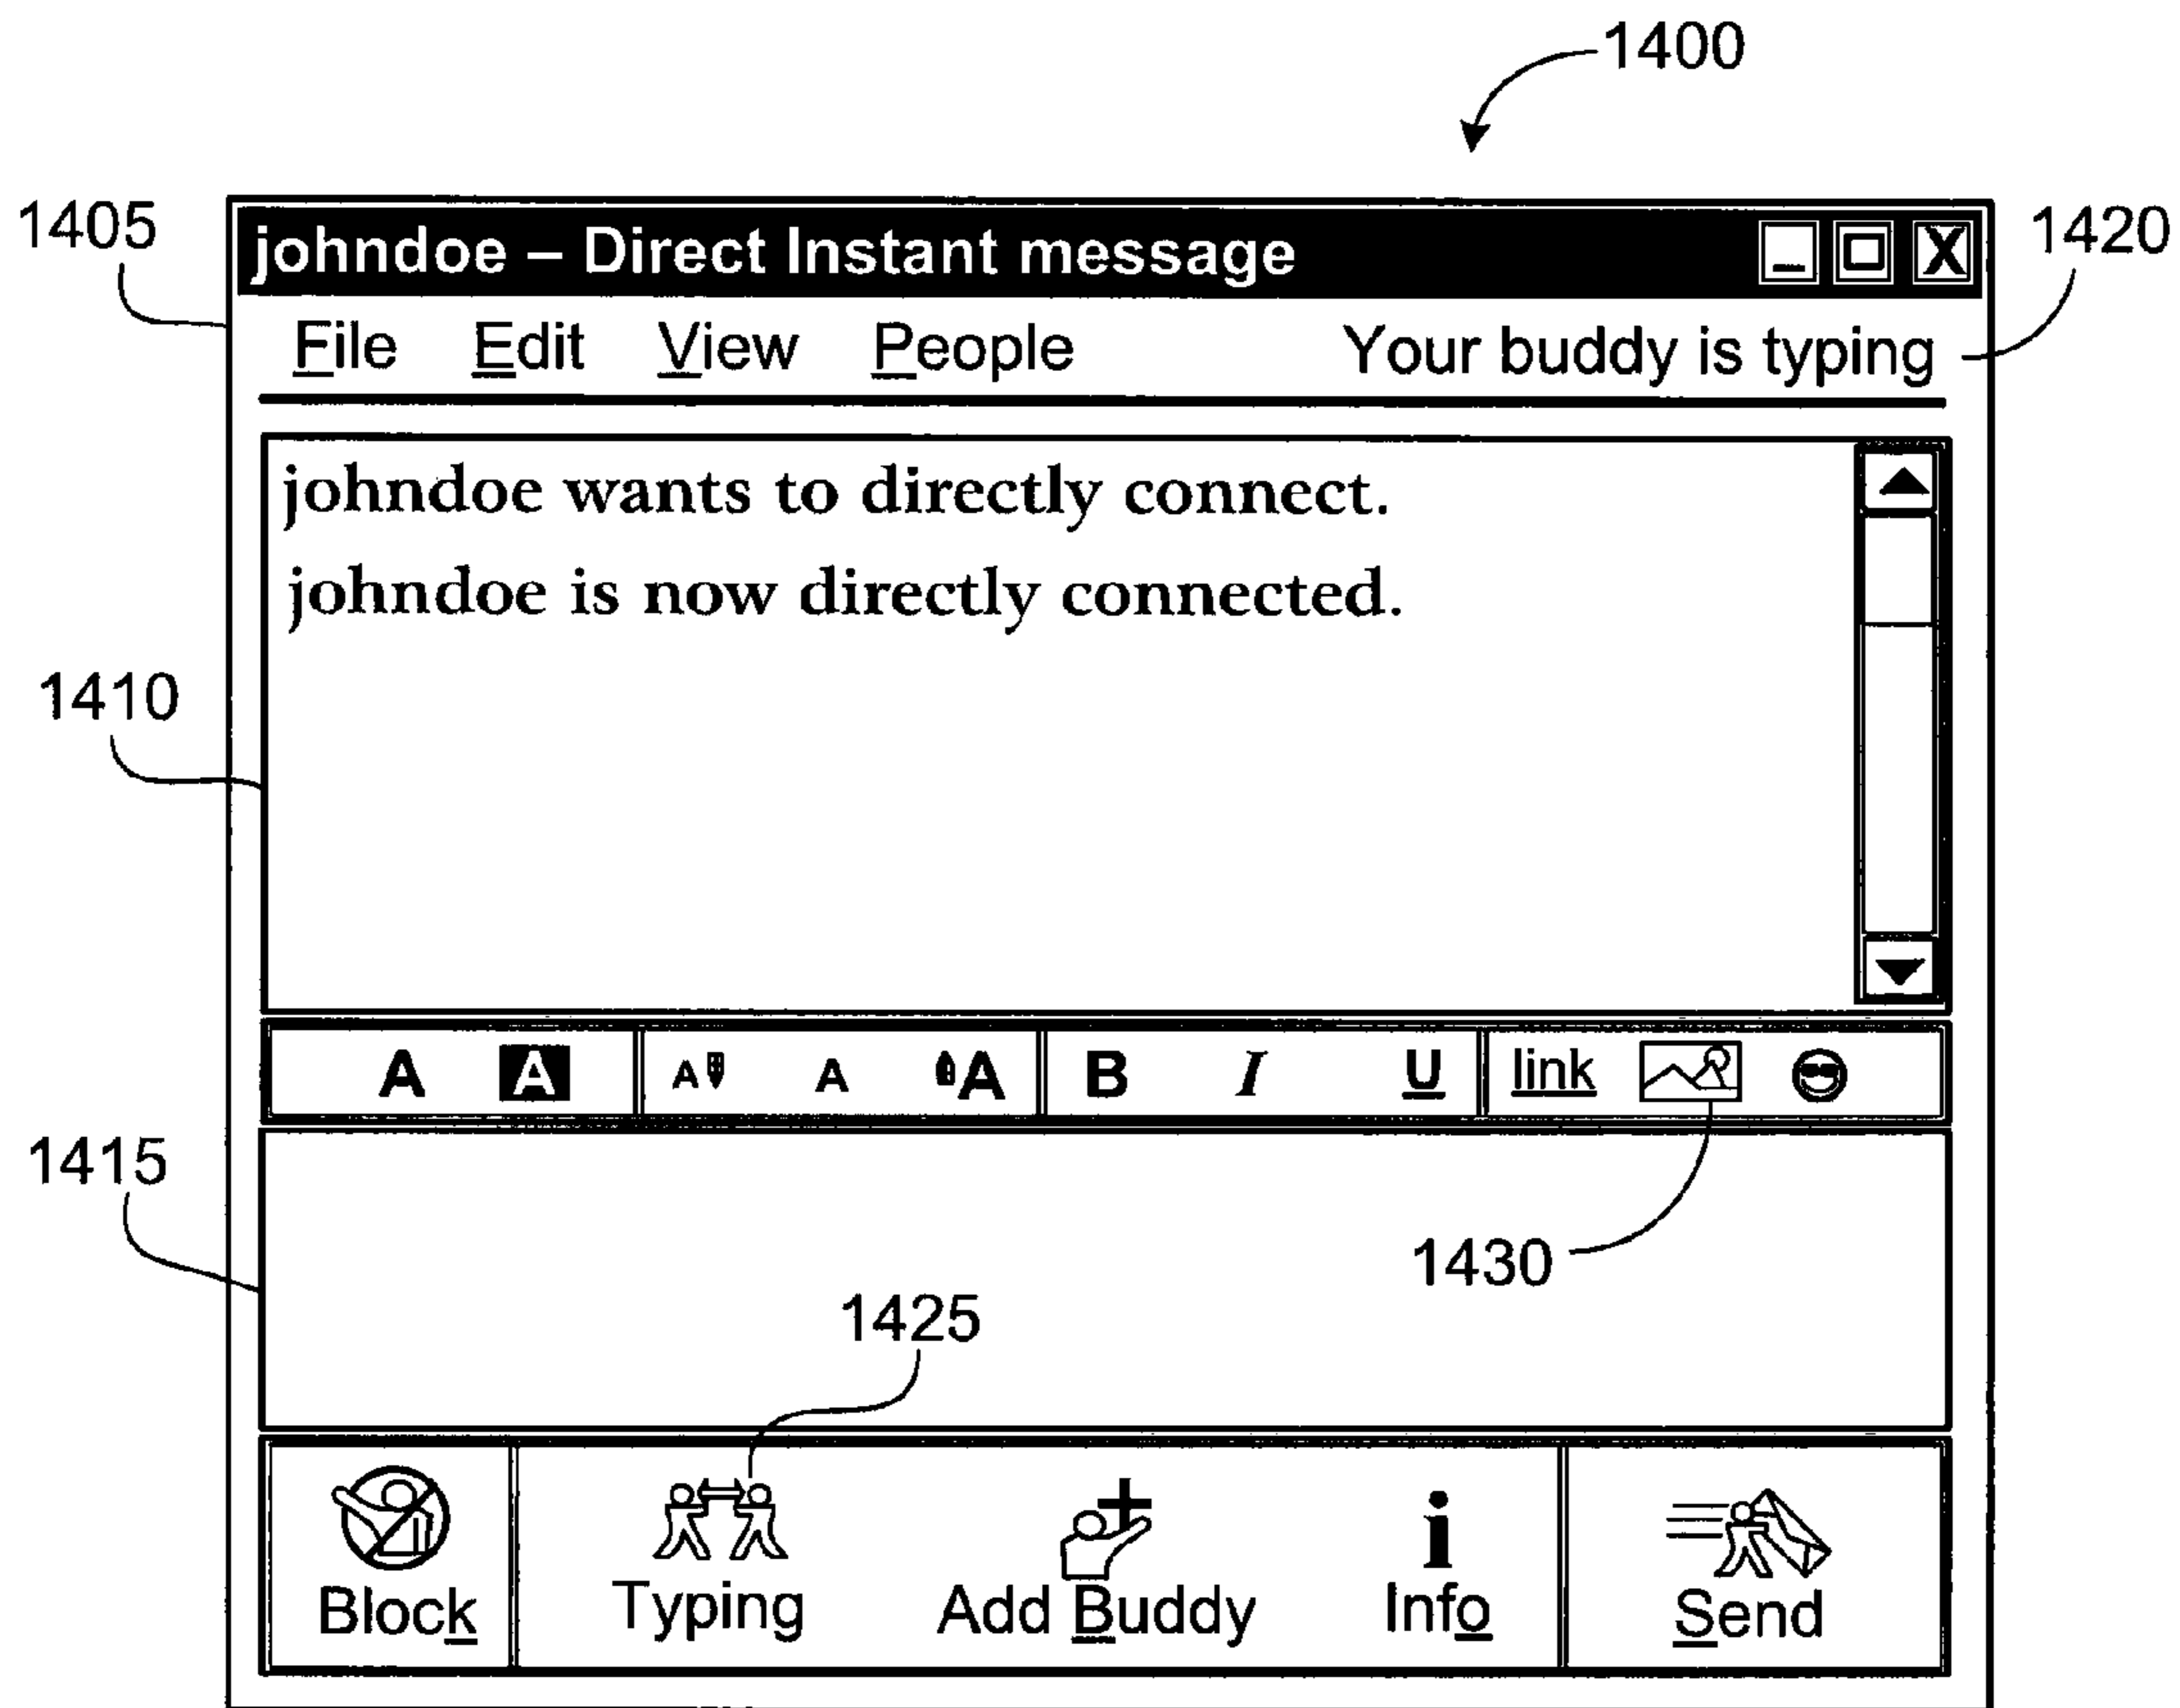 1400
1405
johndoe – Direct Instant message
X
1420
File Edit View People Your buddy is typing
johndoe wants to directly connect.
johndoe is now directly connected.
1410
A A A A A B I U link
1415
1430
1425
i
Block Typing Add Buddy Info Send